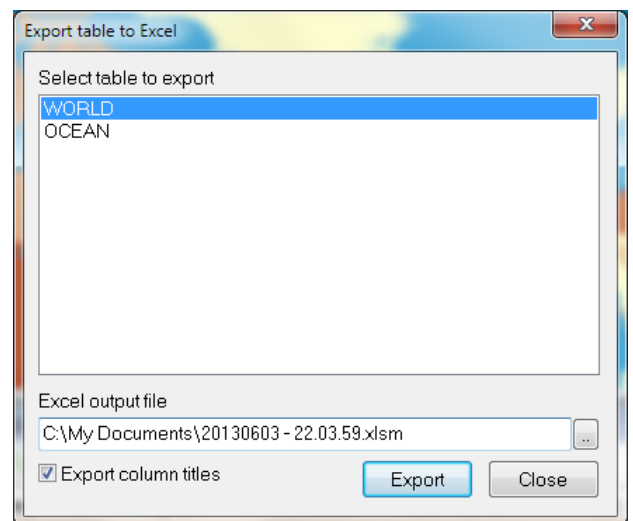 Export table to Excel
Select table to export
WORLD
OCEAN
Excel output file
C:\My Documents\20130603 - 22.03.59.xlsm
..
Export column titles
Export
Close